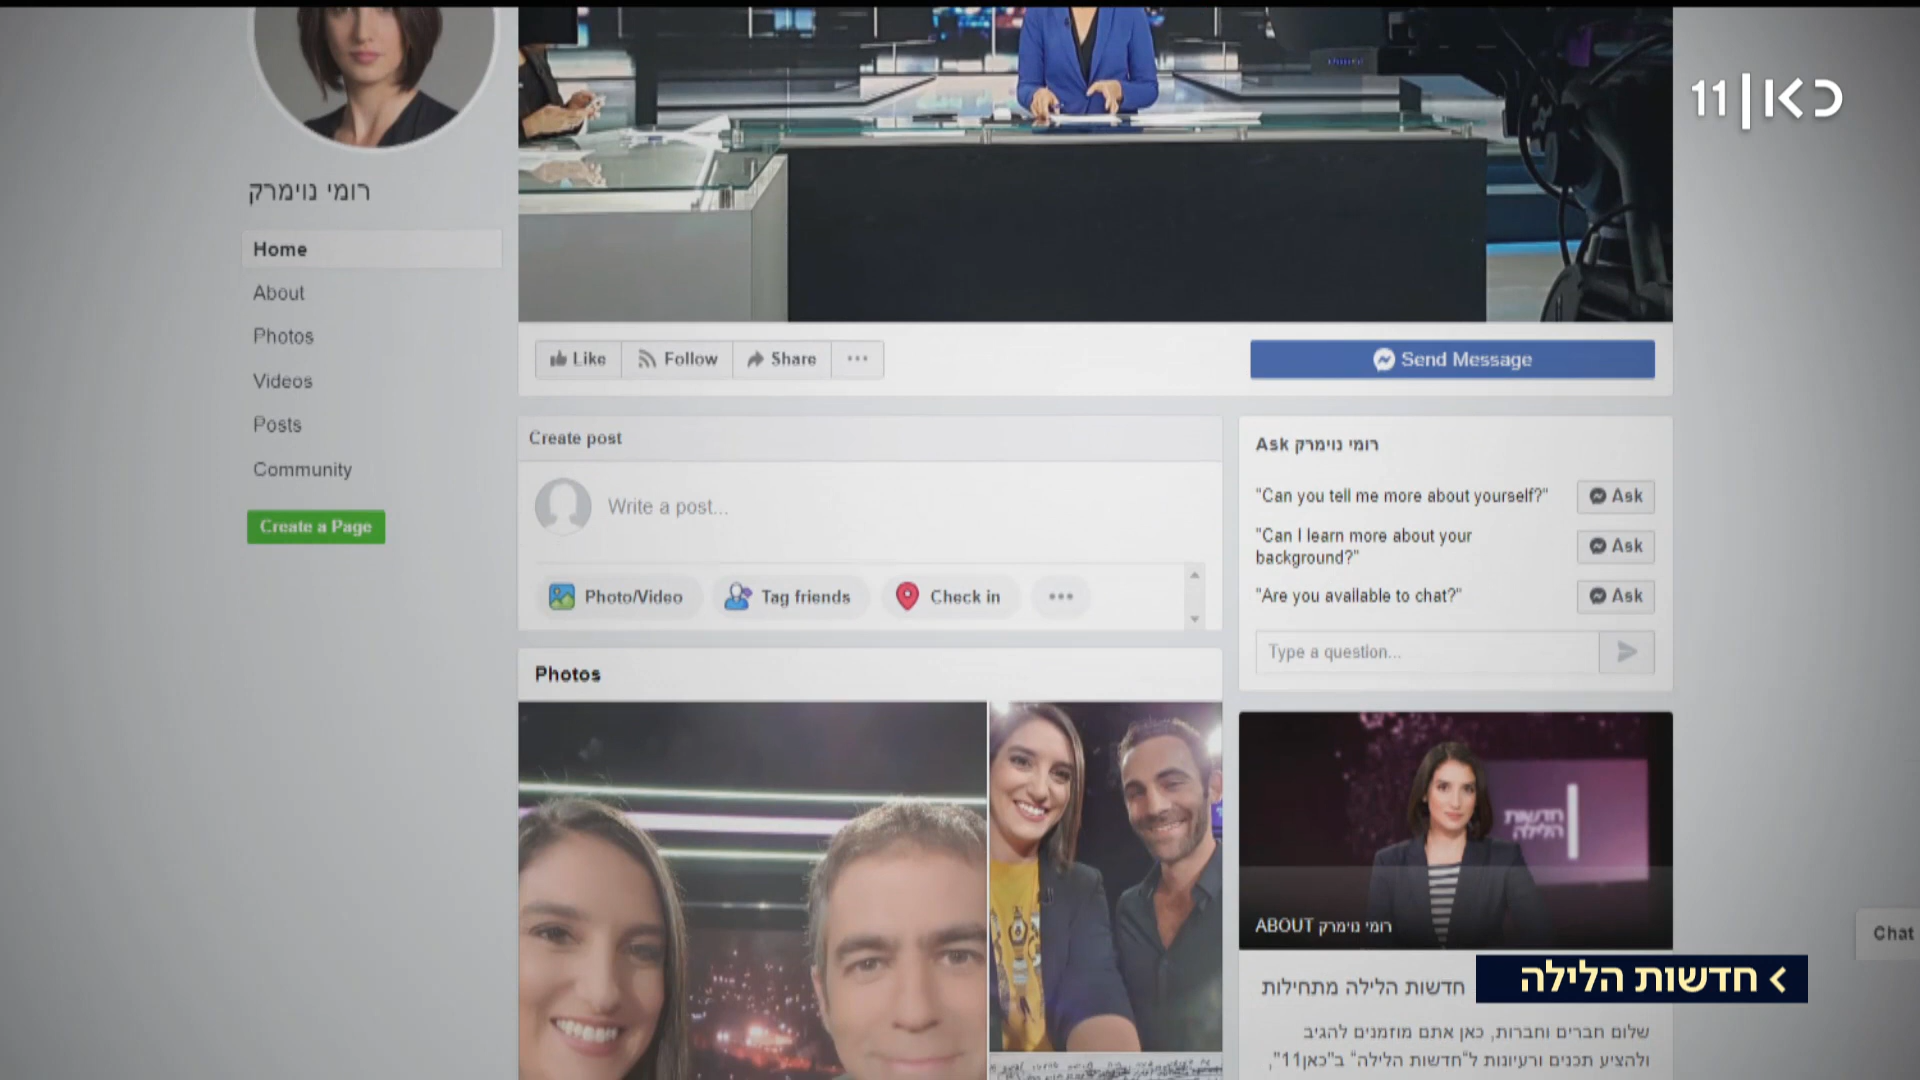 כאן 11
רומי נוימרק
Home
About
Photos
Videos
Posts
Community
Create a Page
Like
Follow
Share
Send Message
Create post
Write a post...
Photo/Video
Tag friends
Check in
Photos
Ask רומי נוימרק
"Can you tell me more about yourself?"
Ask
"Can I learn more about your
background?"
Ask
"Are you available to chat?"
Ask
Type a question...
חדשות
הלילה
ABOUT רומי נוימרק
Chat
חדשות הלילה
חדשות הלילה מתחילות
שלום חברים וחברות, כאן אתם מוזמנים להגיב
ולהציע תכנים ורעיונות ל"חדשות הלילה" ב"כאן11",